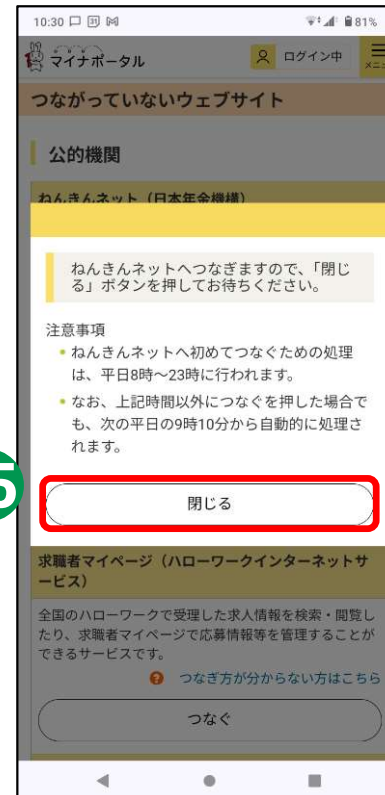 10:30 31 81%
マイナポータル ログイン中
つながっていないウェブサイト
公的機関
ねんきんネット（日本年金機構）
ねんきんネットへつなぎますので、「閉じ
る」ボタンを押してお待ちください。
注意事項
• ねんきんネットへ初めてつなぐための処理
は、平日8時～23時に行われます。
• なお、上記時間以外につなぐを押した場合で
も、次の平日の9時10分から自動的に処理さ
れます。
5
閉じる
求職者マイページ（ハローワークインターネットサ
ービス）
全国のハローワークで受理した求人情報を検索・閲覧し
たり、求職者マイページで応募情報等を管理することが
できるサービスです。
? つなぎ方が分からない方はこちら
つなぐ